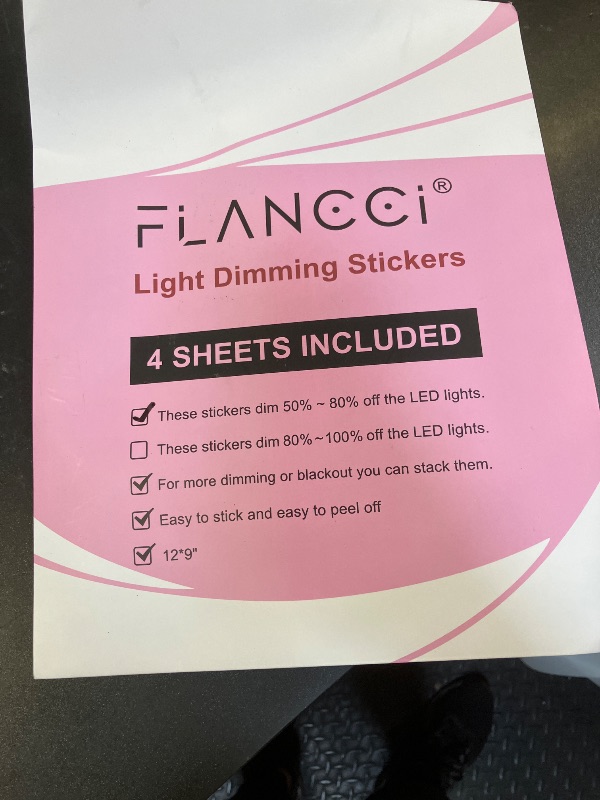 FLANCCi®
Light Dimming Stickers
4 SHEETS INCLUDED
These stickers dim 50% ~ 80% off the LED lights.
These stickers dim 80%~100% off the LED lights.
For more dimming or blackout you can stack them.
Easy to stick and easy to peel off
12*9"